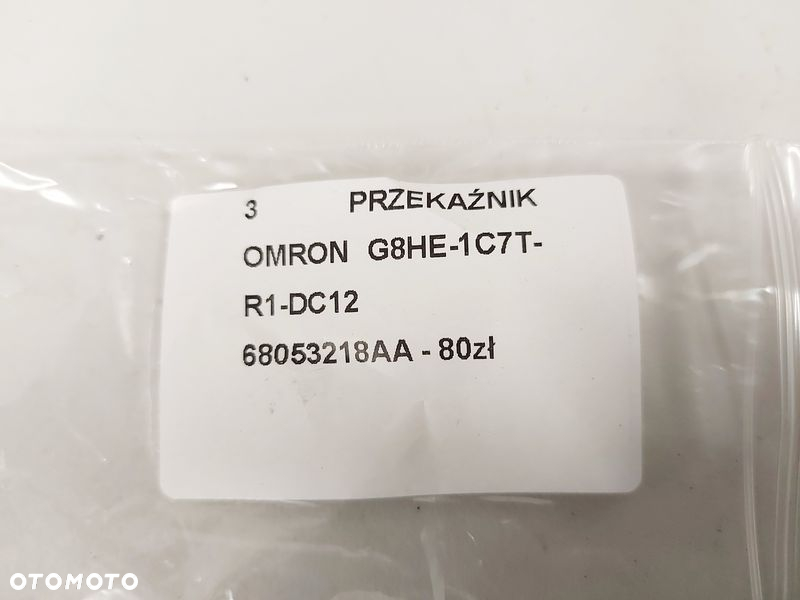 3 PRZEKAŹNIK
OMRON G8HE-1C7T-
R1-DC12
68053218AA - 80zł
OTOMOTO